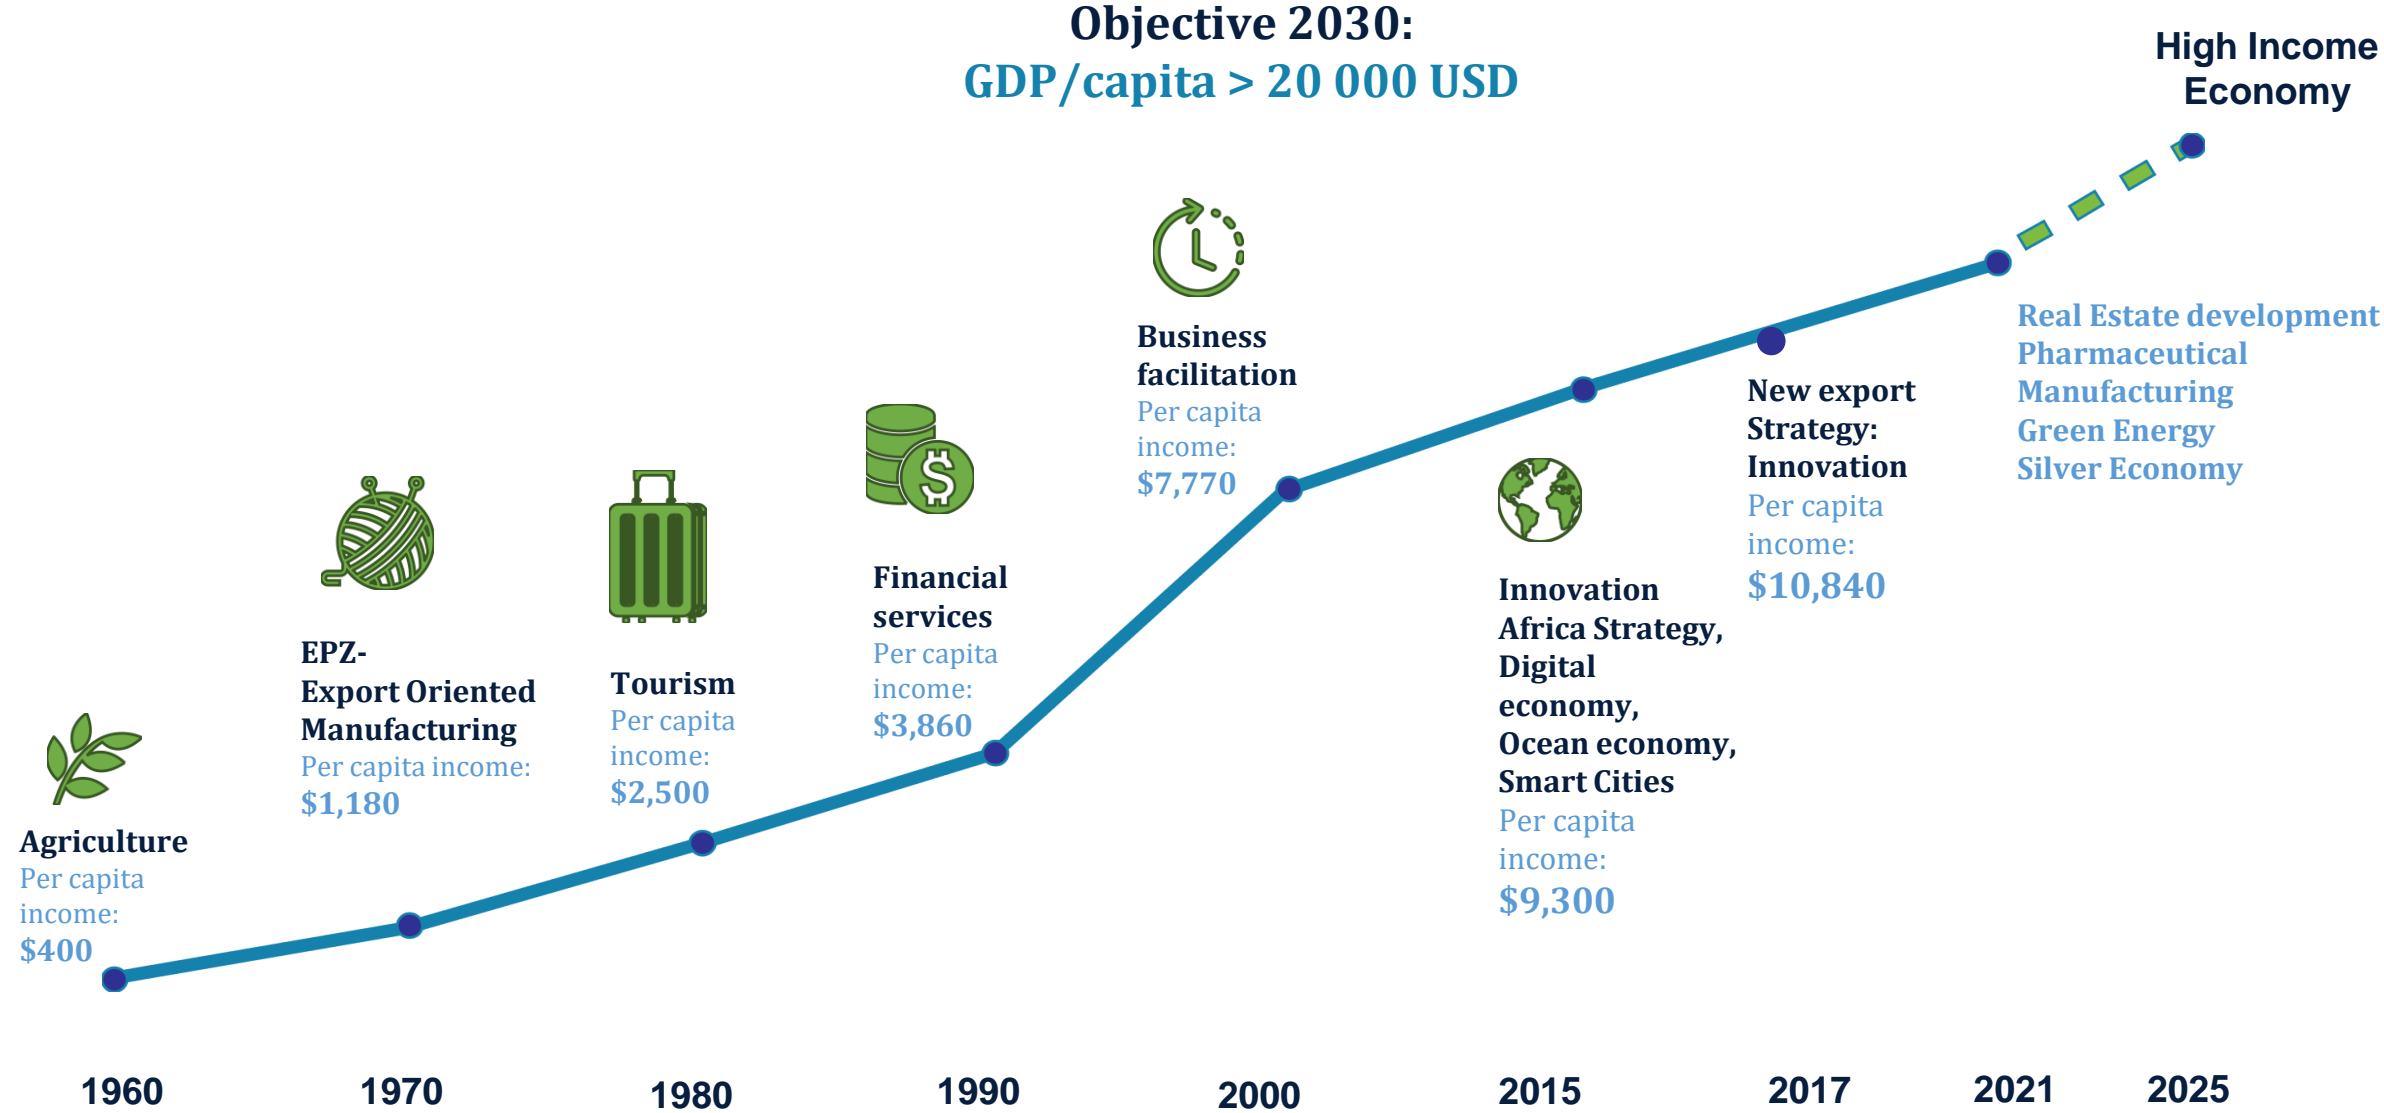 Objective 2030:
GDP/capita > 20 000 USD
High Income
Economy
Agriculture
Per capita
income:
$400
EPZ-
Export Oriented
Manufacturing
Per capita income:
$1,180
Tourism
Per capita
income:
$2,500
Financial
services
Per capita
income:
$3,860
Business
facilitation
Per capita
income:
$7,770
Innovation
Africa Strategy,
Digital
economy,
Ocean economy,
Smart Cities
Per capita
income:
$9,300
New export
Strategy:
Innovation
Per capita
income:
$10,840
Real Estate development
Pharmaceutical
Manufacturing
Green Energy
Silver Economy
1960
1970
1980
1990
2000
2015
2017
2021
2025